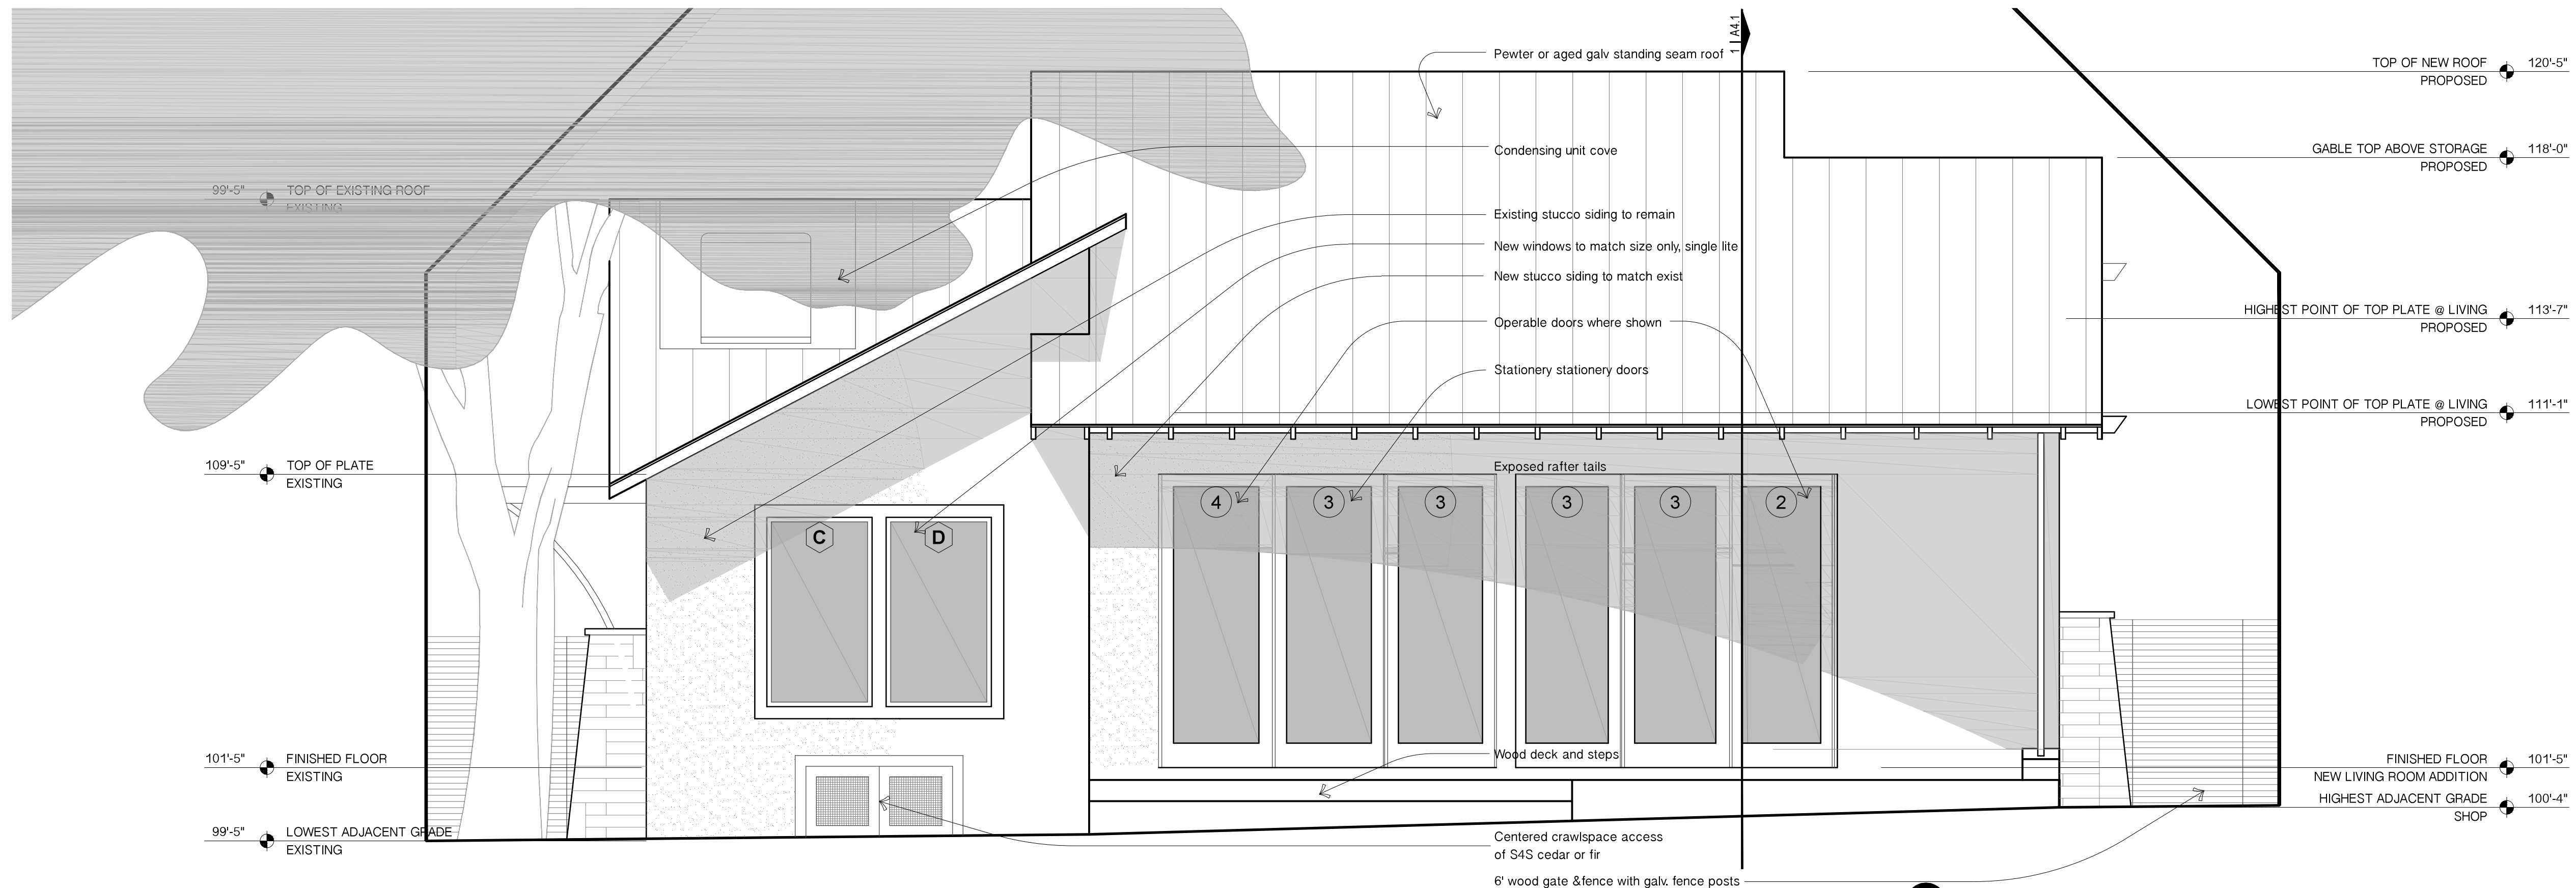 1 | A4.1
Pewter or aged galv standing seam roof
TOP OF NEW ROOF 120'-5"
PROPOSED
Condensing unit cove
GABLE TOP ABOVE STORAGE 118'-0"
PROPOSED
99'-5" TOP OF EXISTING ROOF
EXISTING
Existing stucco siding to remain
New windows to match size only, single lite
New stucco siding to match exist
HIGHEST POINT OF TOP PLATE @ LIVING 113'-7"
PROPOSED
Operable doors where shown
Stationery stationery doors
LOWEST POINT OF TOP PLATE @ LIVING 111'-1"
PROPOSED
109'-5" TOP OF PLATE
EXISTING
Exposed rafter tails
4 3 3 3 3 2
C D
Wood deck and steps
101'-5" FINISHED FLOOR
EXISTING
FINISHED FLOOR 101'-5"
NEW LIVING ROOM ADDITION
HIGHEST ADJACENT GRADE 100'-4"
SHOP
99'-5" LOWEST ADJACENT GRADE
EXISTING
Centered crawlspace access
of S4S cedar or fir
6' wood gate &fence with galv. fence posts